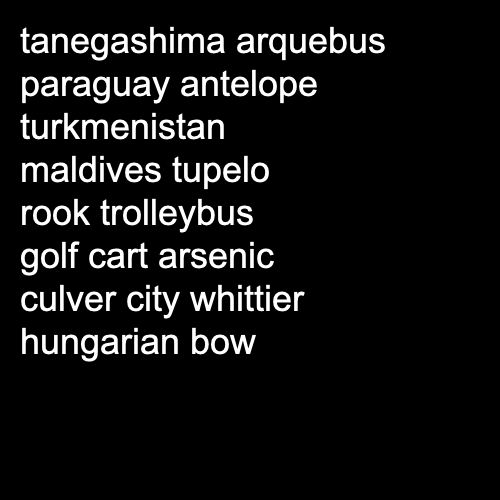 tanegashima arquebus
paraguay antelope
turkmenistan
maldives tupelo
rook trolleybus
golf cart arsenic
culver city whittier
hungarian bow